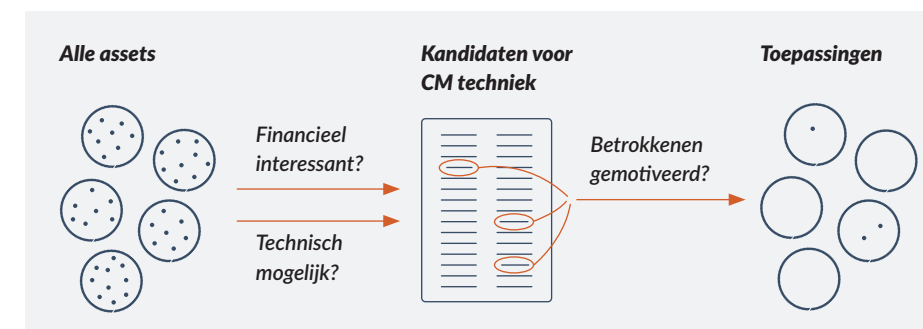 Alle assets
Kandidaten voor
CM techniek
Toepassingen
Financieel
interessant?
Technisch
mogelijk?
Betrokkenen
gemotiveerd?